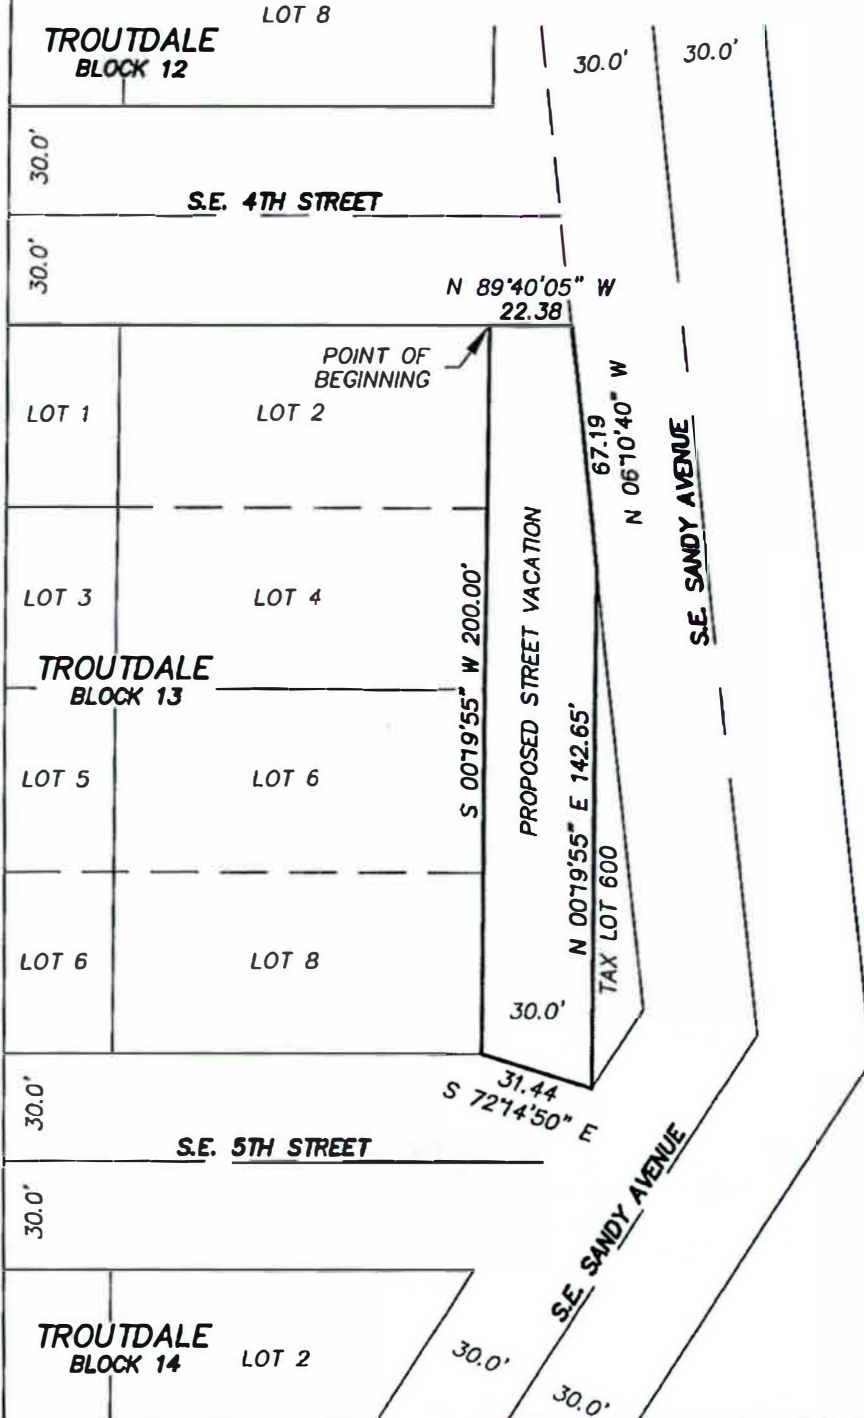 LOT 8
TROUTDALE
BLOCK 12
30.0'
30.0'
30.0'
S.E. 4TH STREET
30.0'
N 89°40'05" W
22.38
POINT OF
BEGINNING
LOT 1
LOT 2
67.19
N 06°10'40" W
S.E. SANDY AVENUE
LOT 3
LOT 4
PROPOSED STREET VACATION
S 00°19'55" W 200.00'
TROUTDALE
BLOCK 13
LOT 5
LOT 6
N 00°19'55" E 142.65'
TAX LOT 600
LOT 6
LOT 8
30.0'
31.44
S 72°14'50" E
30.0'
S.E. 5TH STREET
30.0'
S.E. SANDY AVENUE
TROUTDALE
BLOCK 14
LOT 2
30.0'
30.0'